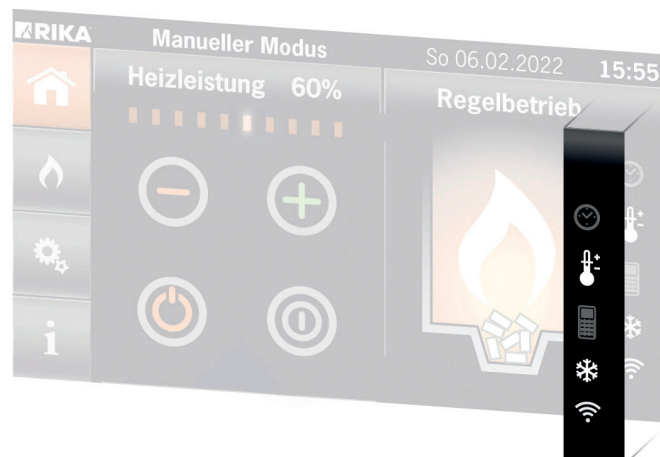 RIKA
Manueller Modus
So 06.02.2022
15:55
Heizleistung 60%
Regelbetrieb
i